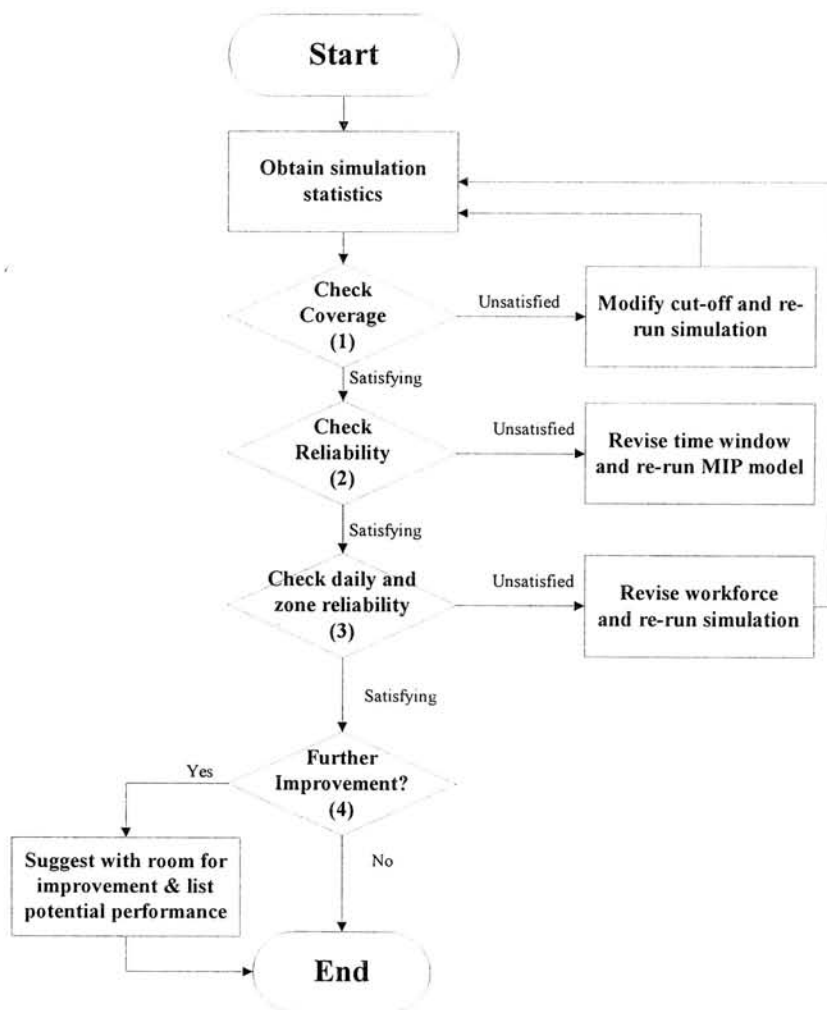 Start
Obtain simulation
statistics
Check
Coverage
(1)
Unsatisfied
Modify cut-off and re-
run simulation
Satisfying
Check
Reliability
(2)
Unsatisfied
Revise time window
and re-run MIP model
Satisfying
Check daily and
zone reliability
(3)
Unsatisfied
Revise workforce
and re-run simulation
Satisfying
Further
Improvement?
(4)
Yes
Suggest with room for
improvement & list
potential performance
No
End